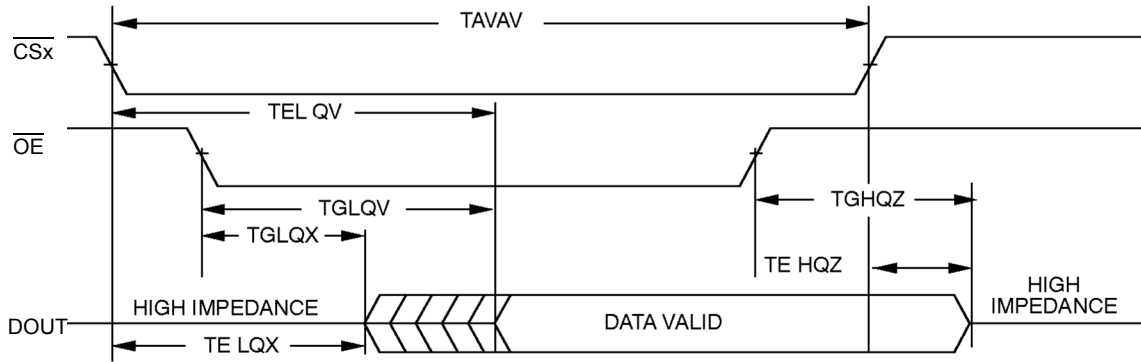 TAVAV
CSx
TEL QV
OE
TGHQZ
TGLQV
TGLQX
TE HQZ
HIGH IMPEDANCE
HIGH
IMPEDANCE
DOUT
DATA VALID
TE LQX